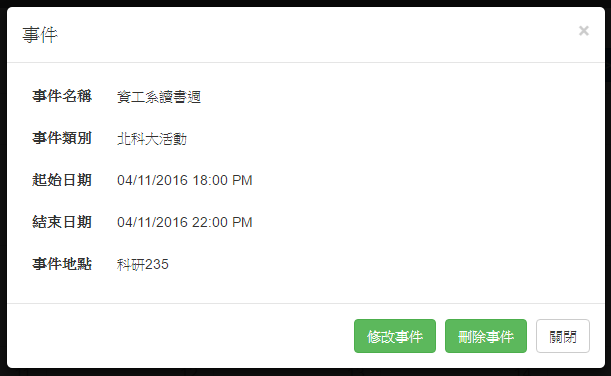 事件
×
事件名稱 資工系讀書週
事件類別 北科大活動
起始日期 04/11/2016 18:00 PM
結束日期 04/11/2016 22:00 PM
事件地點 科研235
修改事件 刪除事件 關閉